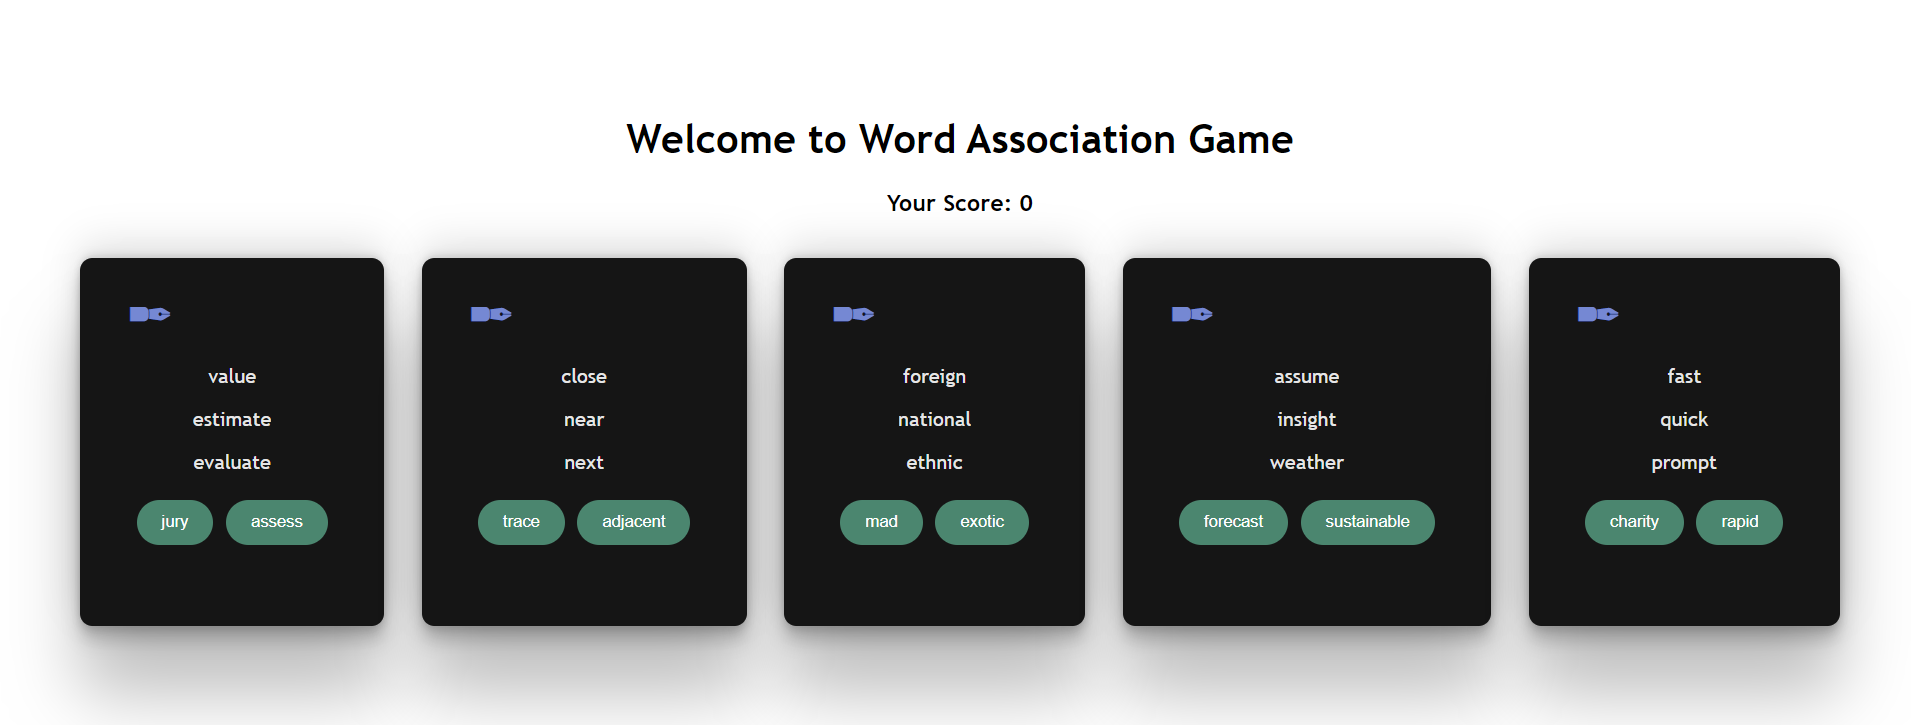 Welcome to Word Association Game
Your Score: 0
value
estimate
evaluate
jury assess
close
near
next
trace adjacent
foreign
national
ethnic
mad exotic
assume
insight
weather
forecast sustainable
fast
quick
prompt
charity rapid